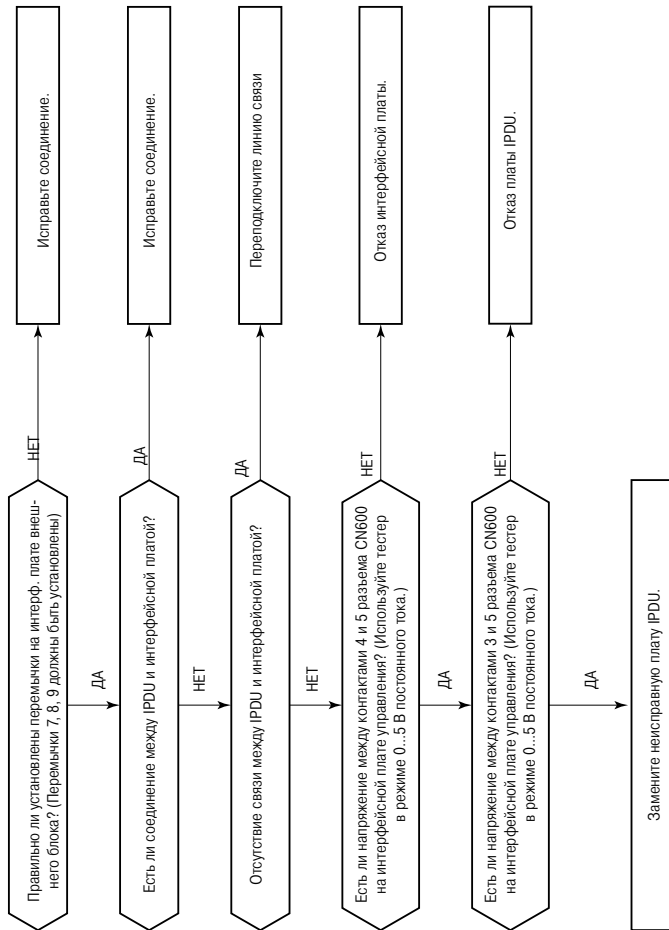 Правильно ли установлены перемычки на интерф. плате внеш-
него блока? (Перемычки 7, 8, 9 должны быть установлены)
НЕТ
Исправьте соединение.
ДА
Есть ли соединение между IPDU и интерфейсной платой?
ДА
Исправьте соединение.
НЕТ
Отсутствие связи между IPDU и интерфейсной платой?
ДА
Переподключите линию связи
НЕТ
Есть ли напряжение между контактами 4 и 5 разъема CN600
на интерфейсной плате управления? (Используйте тестер
в режиме 0...5 В постоянного тока.)
НЕТ
Отказ интерфейсной платы.
ДА
Есть ли напряжение между контактами 3 и 5 разъема CN600
на интерфейсной плате управления? (Используйте тестер
в режиме 0...5 В постоянного тока.)
НЕТ
Отказ платы IPDU.
ДА
Замените неисправную плату IPDU.